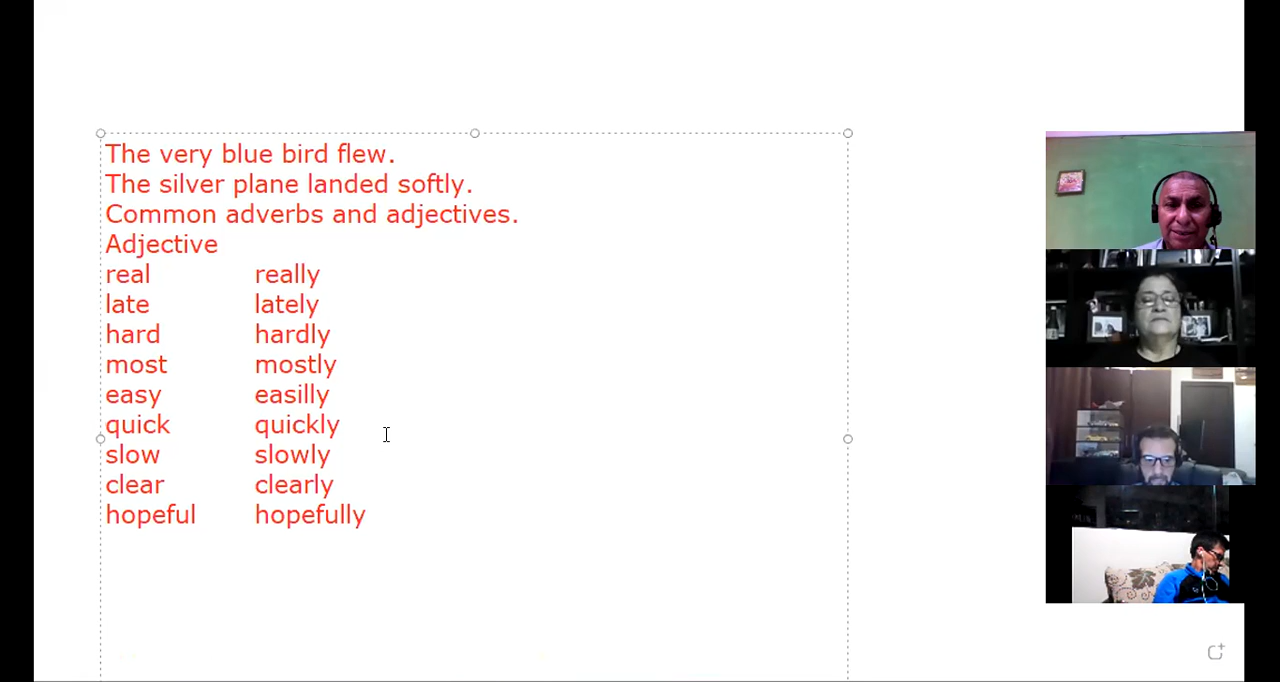 The very blue bird flew.
The silver plane landed softly.
Common adverbs and adjectives.
Adjective
real really
late lately
hard hardly
most mostly
easy easilly
quick quickly
slow slowly
clear clearly
hopeful hopefully